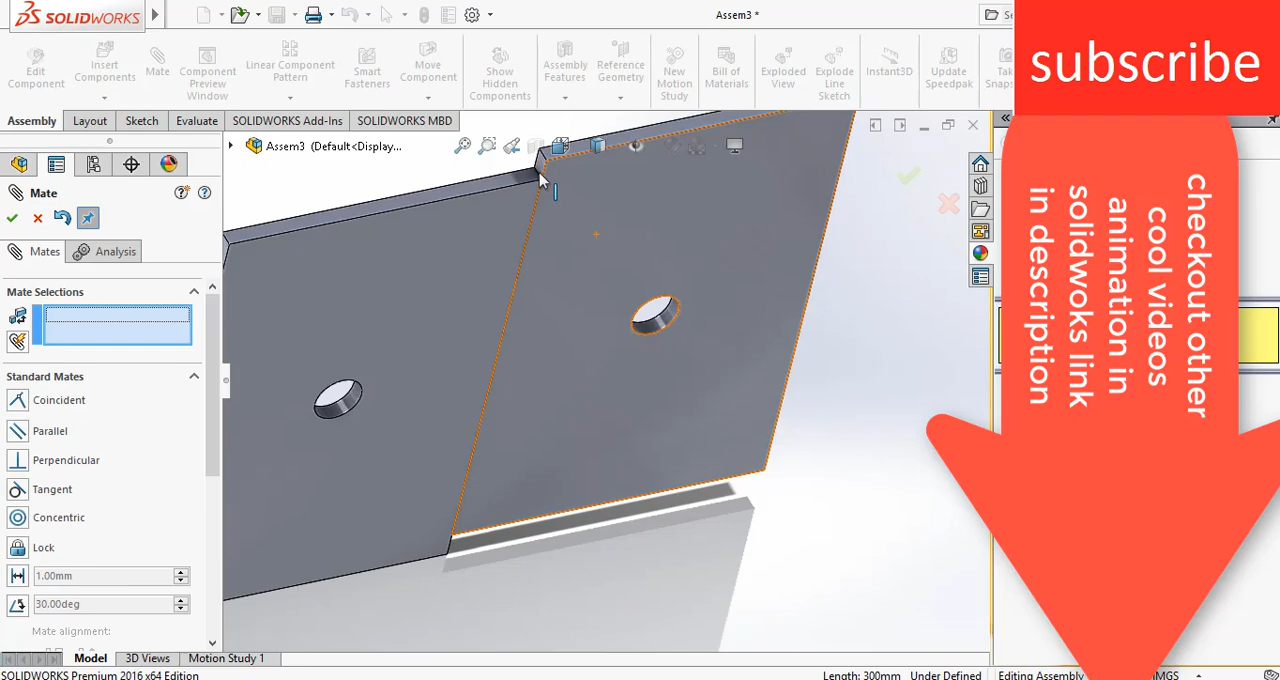 SOLIDWORKS
Assem3 *
Edit
Component
Insert
Components
Mate
Component
Preview
Window
Linear Component
Pattern
Smart
Fasteners
Move
Component
Show
Hidden
Components
Assembly
Features
Reference
Geometry
New
Motion
Study
Bill of
Materials
Exploded
View
Explode
Line
Sketch
Instant3D
Update
Speedpak
subscribe
Assembly
Layout
Sketch
Evaluate
SOLIDWORKS Add-Ins
SOLIDWORKS MBD
Assem3 (Default<Display...
Mate
Mates
Analysis
Mate Selections
Standard Mates
Coincident
Parallel
Perpendicular
Tangent
Concentric
Lock
1.00mm
30.00deg
Mate alignment:
checkout other
cool videos
animation in
solidwoks link
in description
Model
3D Views
Motion Study 1
SOLIDWORKS Premium 2016 x64 Edition
Length: 300mm
Under Defined
Editing Assembly